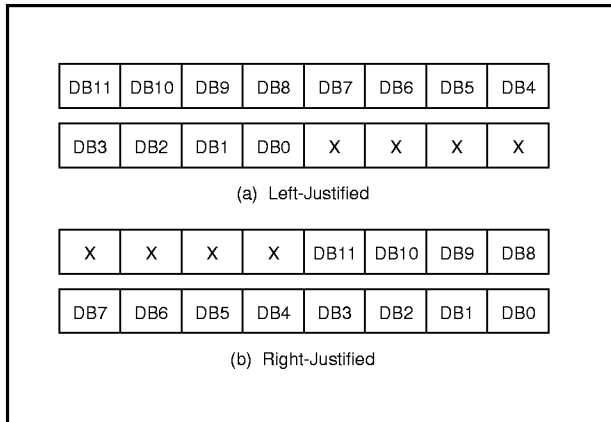 DB11 DB10 DB9 DB8 DB7 DB6 DB5 DB4
DB3 DB2 DB1 DB0 X X X X
(a) Left-Justified
X X X X DB11 DB10 DB9 DB8
DB7 DB6 DB5 DB4 DB3 DB2 DB1 DB0
(b) Right-Justified